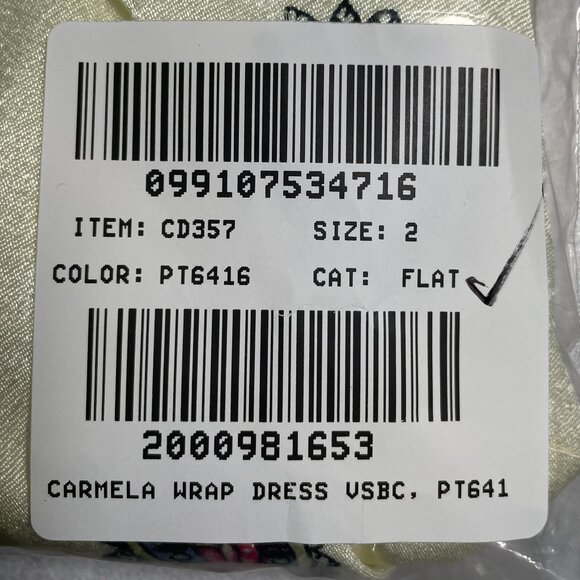 099107534716
ITEM: CD357 SIZE: 2
COLOR: PT6416 CAT: FLAT
2000981653
CARMELA WRAP DRESS VSBC, PT641